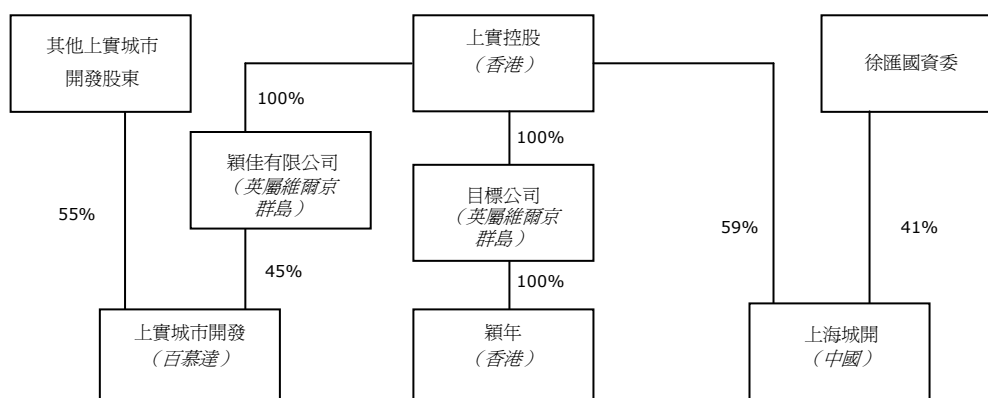 其他上實城市
開發股東
上實控股
（香港）
徐匯國資委
100%
100%
穎佳有限公司
（英屬維爾京
群島）
目標公司
（英屬維爾京
群島）
55%
59%
41%
45%
100%
上實城市開發
（百慕達）
穎年
（香港）
上海城開
（中國）